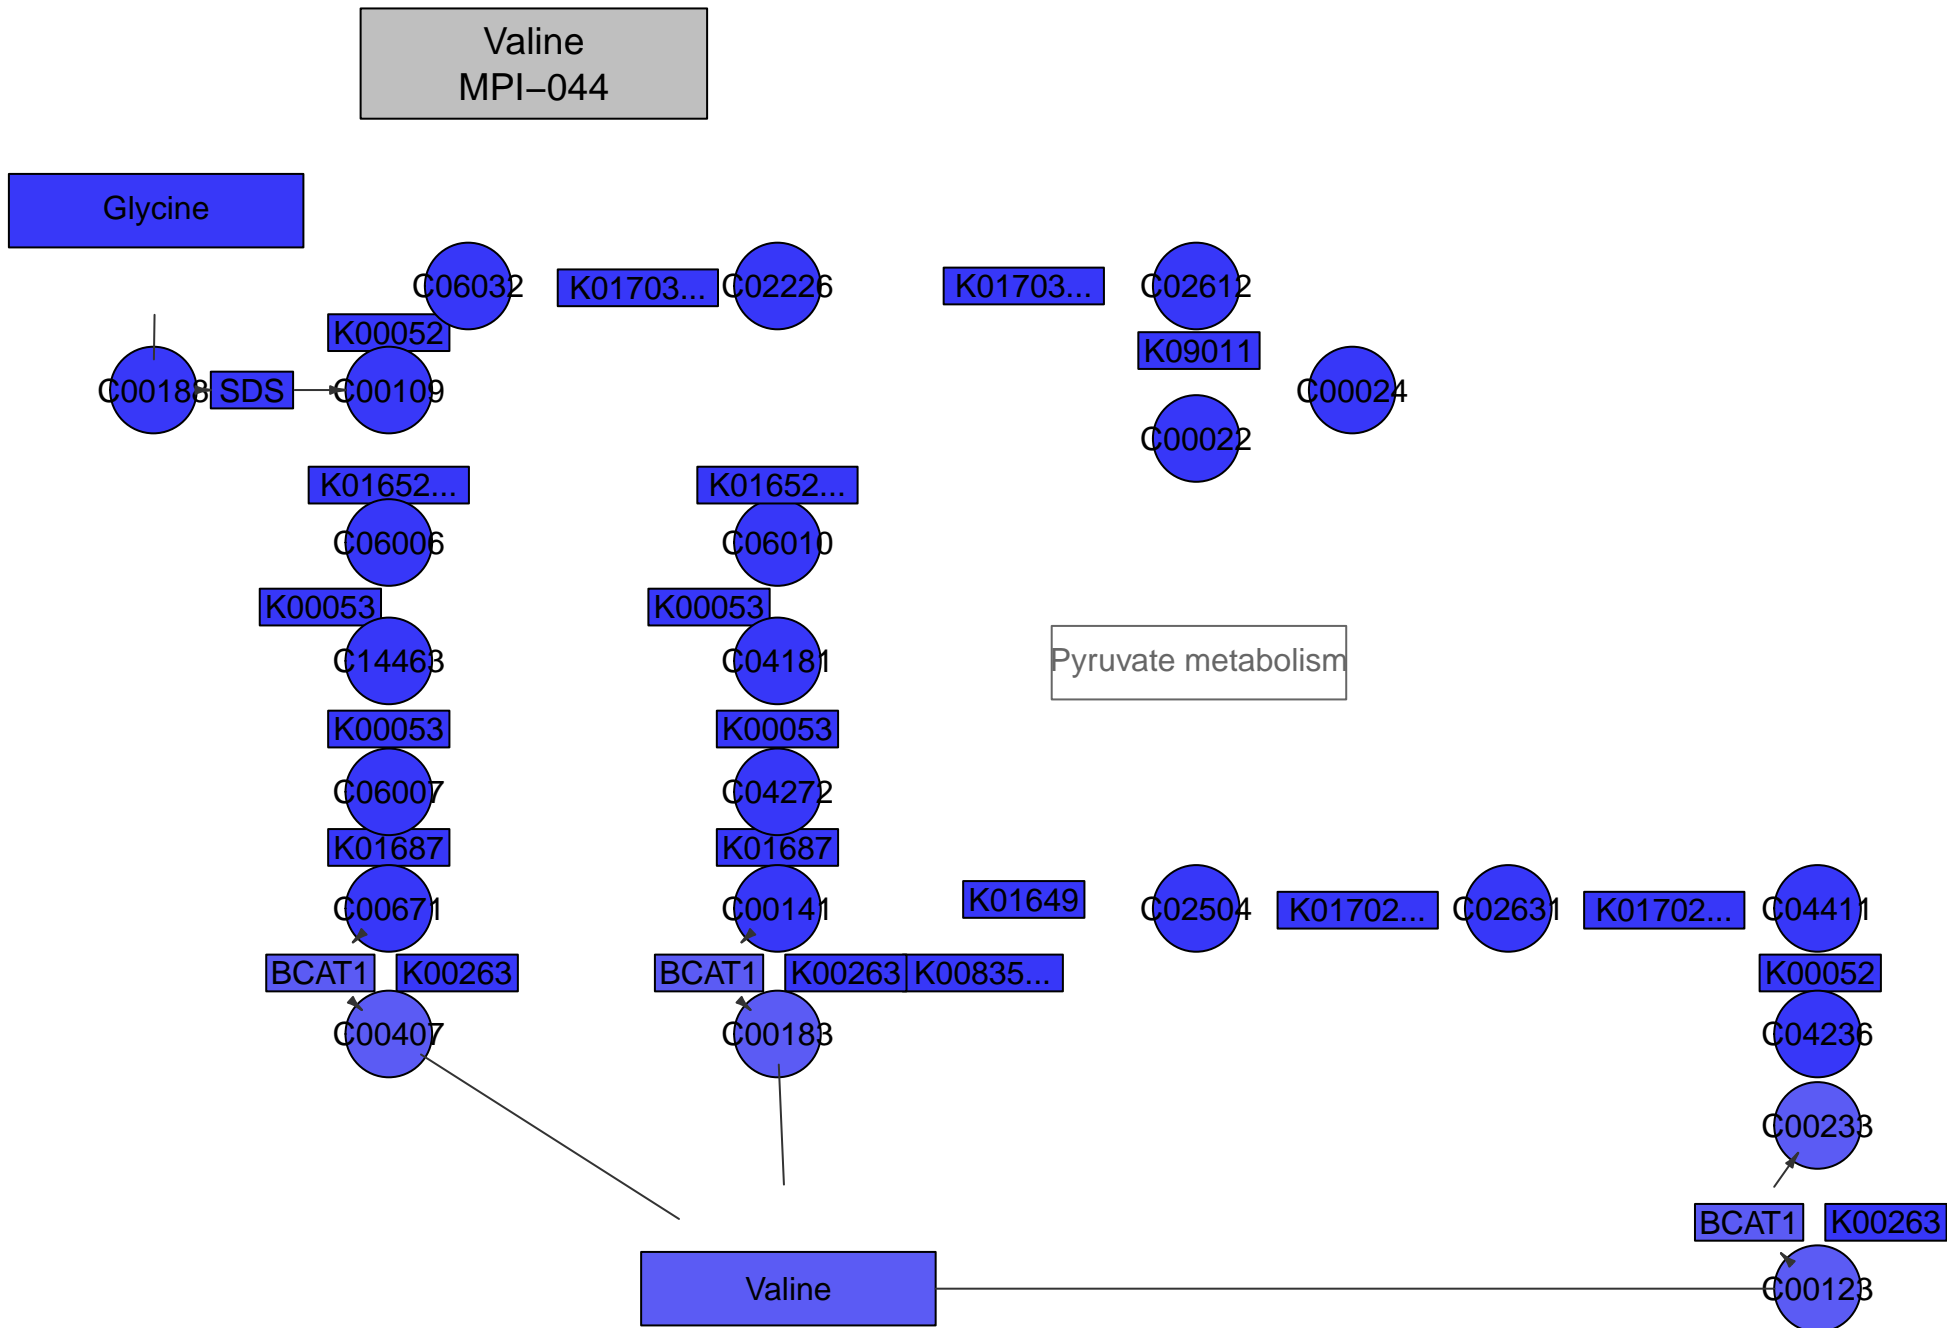 Valine
MPI−044
Glycine
C06032
K01703...
C02226
K01703...
C02612
K00052
K09011
C00188
SDS
C00109
C00024
C00022
K01652...
K01652...
C06006
C06010
K00053
K00053
C14463
C04181
Pyruvate metabolism
K00053
K00053
C06007
C04272
K01687
K01687
C00671
C00141
K01649
C02504
K01702...
C02631
K01702...
C04411
BCAT1
K00263
BCAT1
K00263
K00835...
K00052
C00407
C00183
C04236
C00233
BCAT1
K00263
Valine
C00123